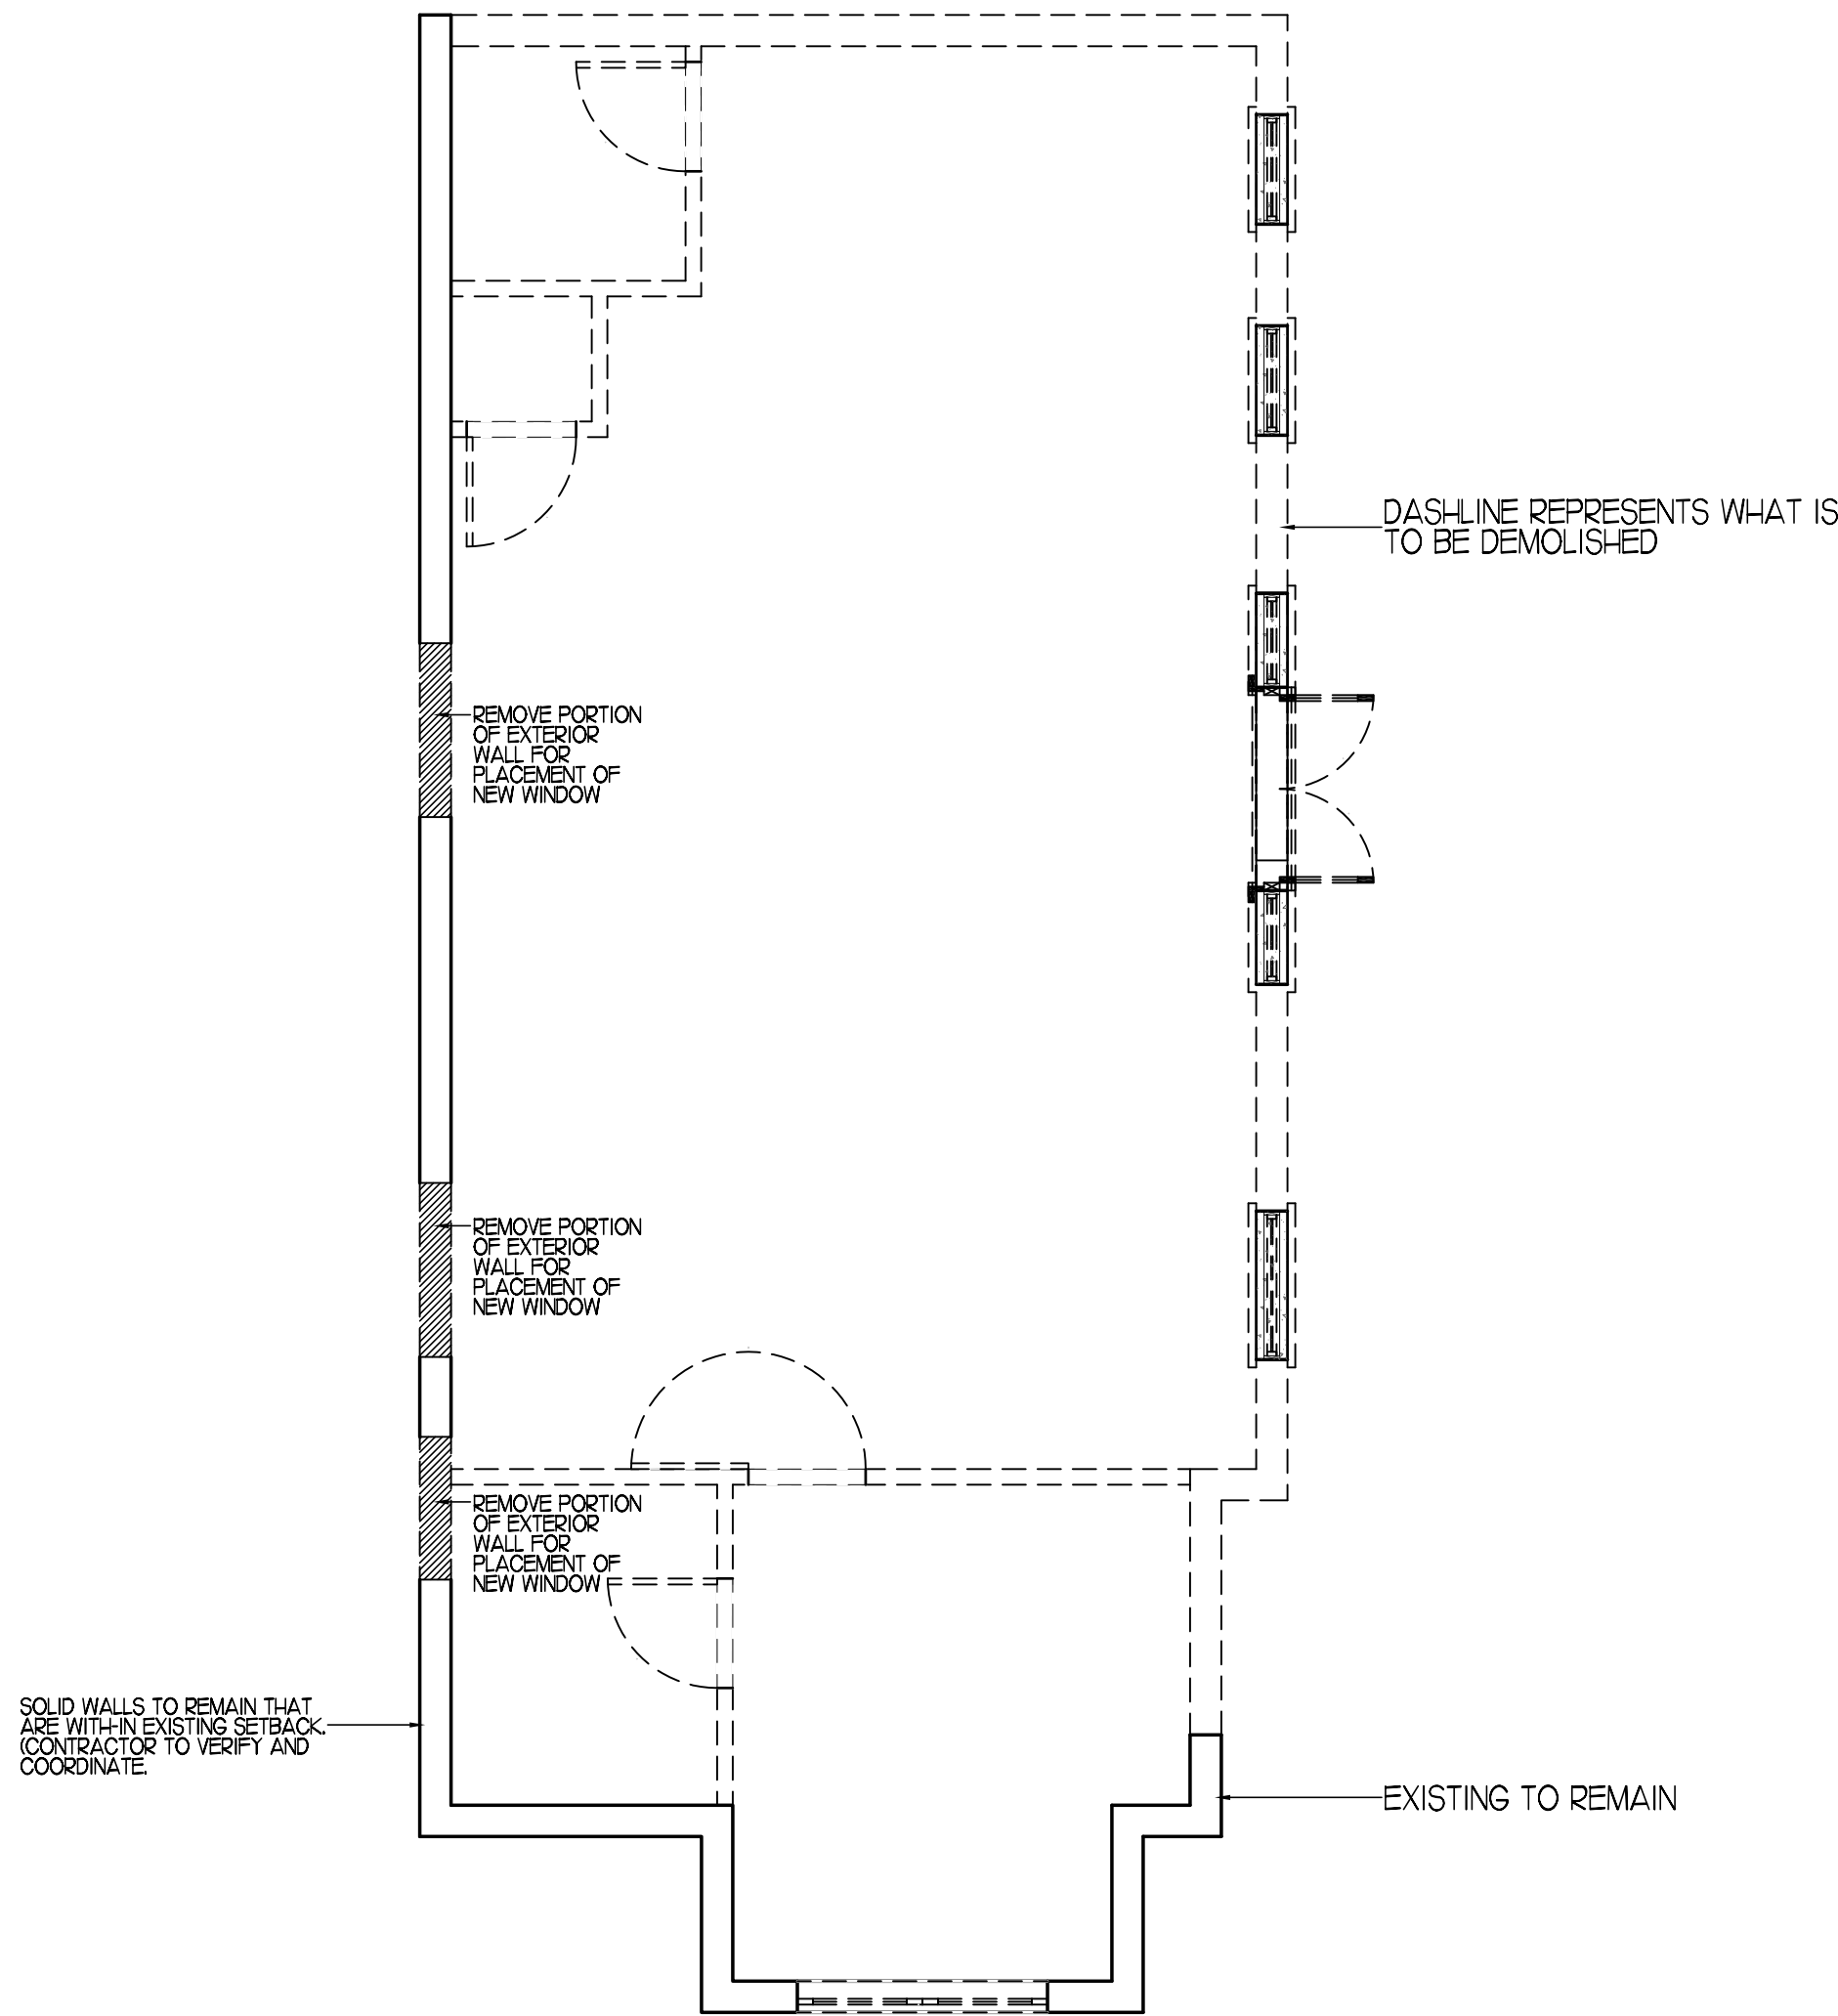 DASHLINE REPRESENTS WHAT IS
TO BE DEMOLISHED
REMOVE PORTION
OF EXTERIOR
WALL FOR
PLACEMENT OF
NEW WINDOW
REMOVE PORTION
OF EXTERIOR
WALL FOR
PLACEMENT OF
NEW WINDOW
REMOVE PORTION
OF EXTERIOR
WALL FOR
PLACEMENT OF
NEW WINDOW
SOLID WALLS TO REMAIN THAT
ARE WITH-IN EXISTING SETBACK.
(CONTRACTOR TO VERIFY AND
COORDINATE.
EXISTING TO REMAIN